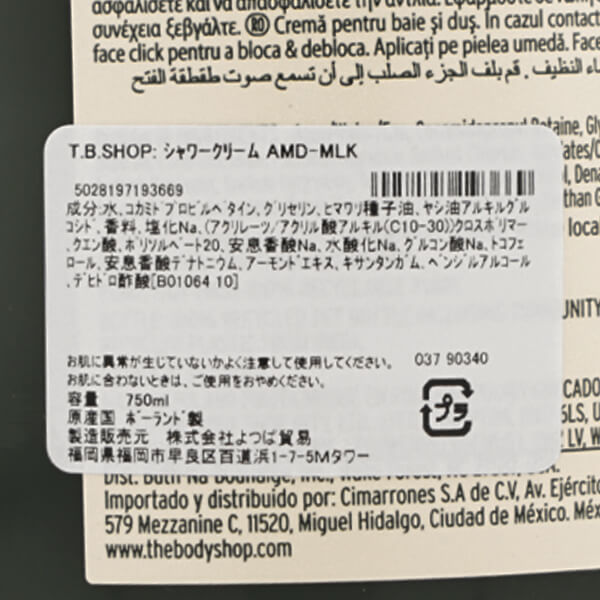 ασφαλίσετε και να απασφαλίσετε την αντλία.
συνέχεια ξεβγάλτε. RO Cremă pentru baie și duș. În cazul contact
face click pentru a bloca & debloca. Aplicați pe pielea umedă. Face
T.B.SHOP: シャワークリーム AMD-MLK
5028197193669
成分:水、コカミドプロピルベタイン、グリセリン、ヒマワリ種子油、ヤシ油アルキルグル
コシド、香料、塩化Na、(アクリレーツ/アクリル酸アルキル(C10-30))クロスポリマー
、クエン酸、ポリソルベート20、安息香酸Na、水酸化Na、グルコン酸Na、トコフェ
ロール、安息香酸デナトニウム、アーモンドエキス、キサンタンガム、ベンジルアルコール
、デヒドロ酢酸[B01064 10]
お肌に異常が生じていないかよく注意して使用してください。 037 90340
お肌に合わないときは、ご使用をおやめください。
容量 750ml
原産国 ポーランド製
製造販売元 株式会社よつば貿易
福岡県福岡市早良区百道浜1-7-5Mタワー
プラ
Importado y distribuido por: Cimarrones S.A de C.V, Av. Ejército
579 Mezzanine C, 11520, Miguel Hidalgo, Ciudad de México. Méx
www.thebodyshop.com